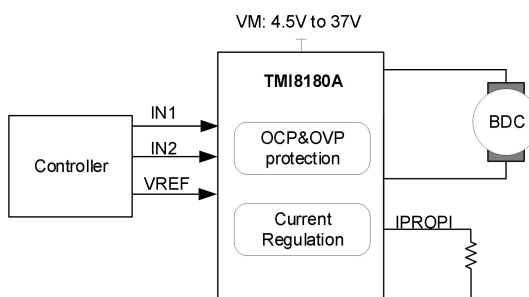 VM: 4.5V to 37V
TMI8180A
IN1
IN2
VREF
Controller
OCP&OVP
protection
Current
Regulation
BDC
IPROPI